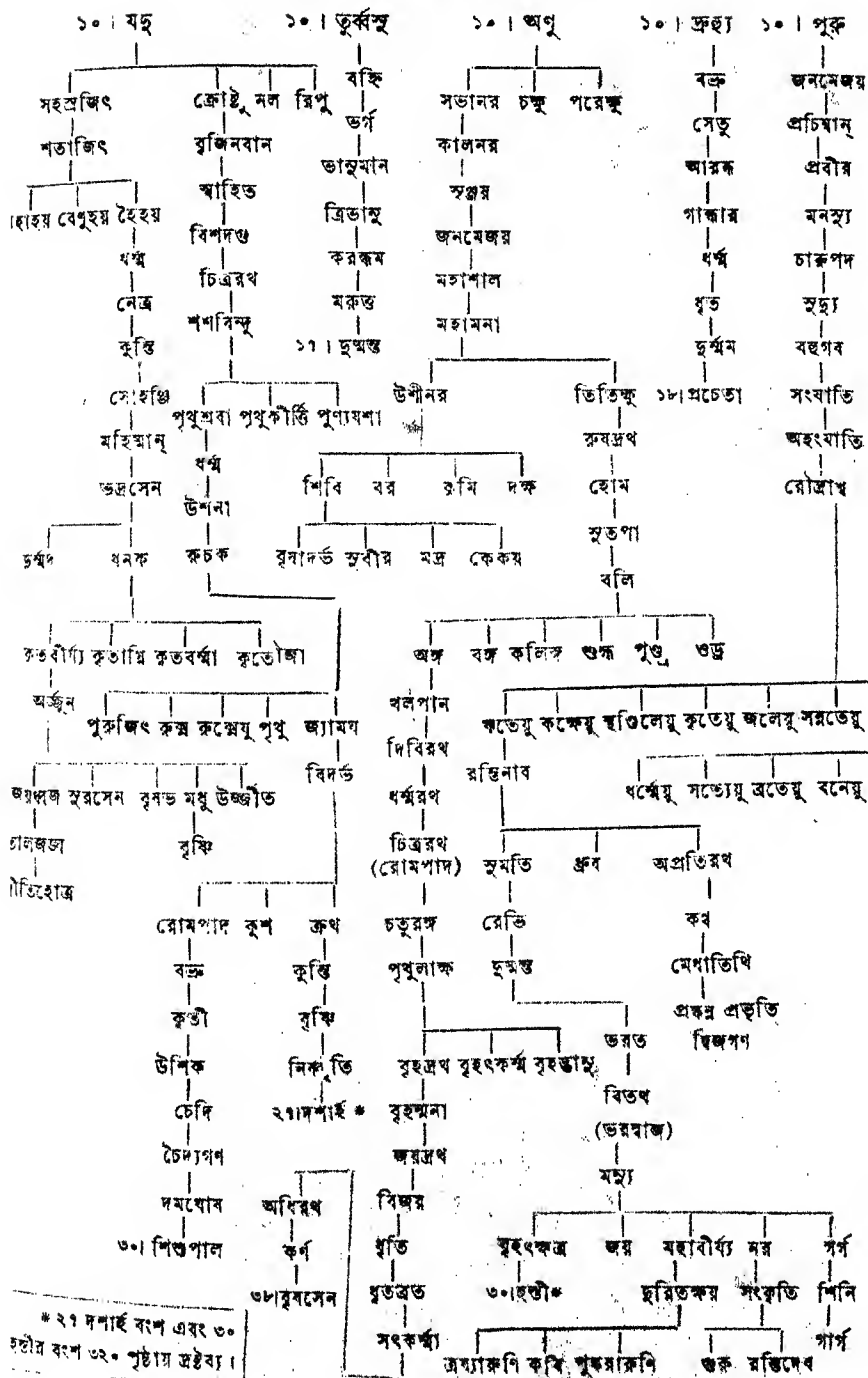 ১০। যদু ১০। তুর্ব্বসু ১০। অণু ১০। দ্রুহ্যু ১০। পুরু
বহ্নি বভ্রু জনমেজয়
সহস্রজিৎ ক্রোষ্টু নল রিপু সভানর চক্ষু পরেক্ষু
ভর্গ সেতু প্রচিন্বান্
শতাজিৎ বৃজিনবান কালনর
ভানুমান আরব্ধ প্রবীর
স্বাহিত সৃঞ্জয়
বেণুহয় হৈহয় ত্রিভানু গান্ধার মনস্যু
বিশদগু জনমেজয়
ধর্ম্ম করন্ধম ধর্ম্ম চারুপদ
নেত্র চিত্ররথ মহাশাল
মরুত্ত ধৃত সুদ্যু
কুন্তি শশবিন্দু মহামনা
১৭। দুষ্মন্ত দুর্ম্মম বহুগব
সোহঞ্জি উশীনর তিতিক্ষু ১৮।প্রচেতা সংযাতি
পৃথুশ্রবা পৃথুকীর্ত্তি পুণ্যযশা
মহিষ্মান্ রুষদ্রথ অহংযাতি
ধর্ম্ম
ভদ্রসেন শিবি বর কৃমি দক্ষ হোম রৌদ্রাশ্ব
উশনা
সুতপা
দুর্ম্মদ ধনক রুচক বৃষাদর্ভ সুবীর মদ্র কেকয়
বলি
কৃতবীর্য্য কৃতাগ্নি কৃতবর্ম্মা কৃতৌজা অঙ্গ বঙ্গ কলিঙ্গ শুহ্ম পুণ্ড্র ওড্র
অর্জ্জুন খলপান
পুরুজিৎ রুক্ম রুক্মেষু পৃথু জ্যামঘ ঋতেয়ু কক্ষেয়ু স্থণ্ডিলেয়ু কৃতেয়ু জলেয়ু সন্নতেয়ু
দিবিরথ
বিদর্ভ রন্তিনাব
জয়ধ্বজ সুরসেন বৃষভ মধু উর্জ্জীত ধর্ম্মরথ ধর্ম্মেয়ু সত্যেয়ু ব্রতেয়ু বনেয়ু
তালজঙ্ঘ বৃষ্ণি চিত্ররথ সুমতি ধ্রুব অপ্রতিরথ
(রোমপাদ)
বীতিহোত্র
রোমপাদ কুশ ক্রথ চতুরঙ্গ রেভি কণ্ব
বভ্রু কুন্তি পৃথুলাক্ষ দুষ্মন্ত মেধাতিথি
কৃতী বৃষ্ণি প্রস্কন্ন প্রভৃতি
ভরত দ্বিজগণ
উশিক নির্বৃতি বৃহদ্রথ বৃহৎকর্ম্ম বৃহদ্ভানু
বিতথ
চেদি ২৭।দশার্হ * বৃহন্মনা (ভরদ্বাজ)
চৈদ্যগণ জয়দ্রথ
মন্যু
দমঘোষ অধিরথ বিজয়
৩০। শিশুপাল কর্ণ ধৃতি বৃহৎক্ষত্র জয় মহাবীর্য্য নর গর্গ
৩৮।বৃষসেন ধৃতব্রত ৩০।হস্তী* দুরিতক্ষয় সংকৃতি শিনি
* ২৭ দশার্হ বংশ এবং ৩০ সৎকর্ম্মা গার্গ
হস্তীর বংশ ৩২০ পৃষ্ঠায় দ্রষ্টব্য। ত্রয্যারুণি কবি পুষ্করারুণি গুরু রন্তিদেব